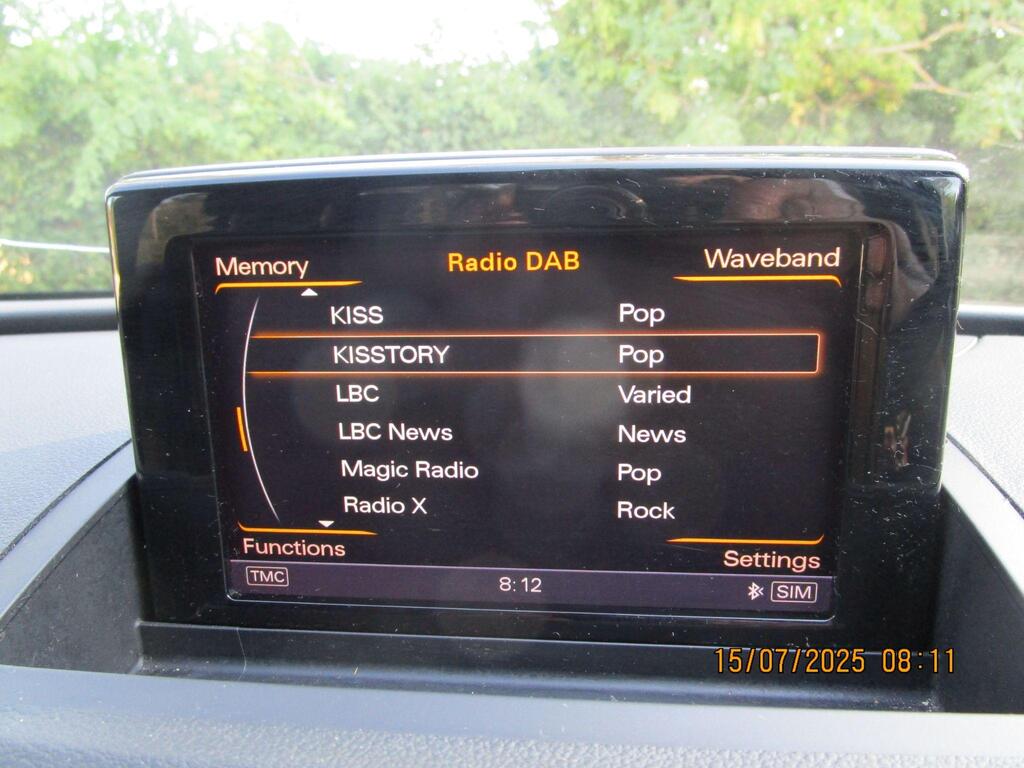 Memory Radio DAB Waveband
KISS Pop
KISSTORY Pop
LBC Varied
LBC News News
Magic Radio Pop
Radio X Rock
Functions Settings
TMC 8:12 SIM
15/07/2025 08:11